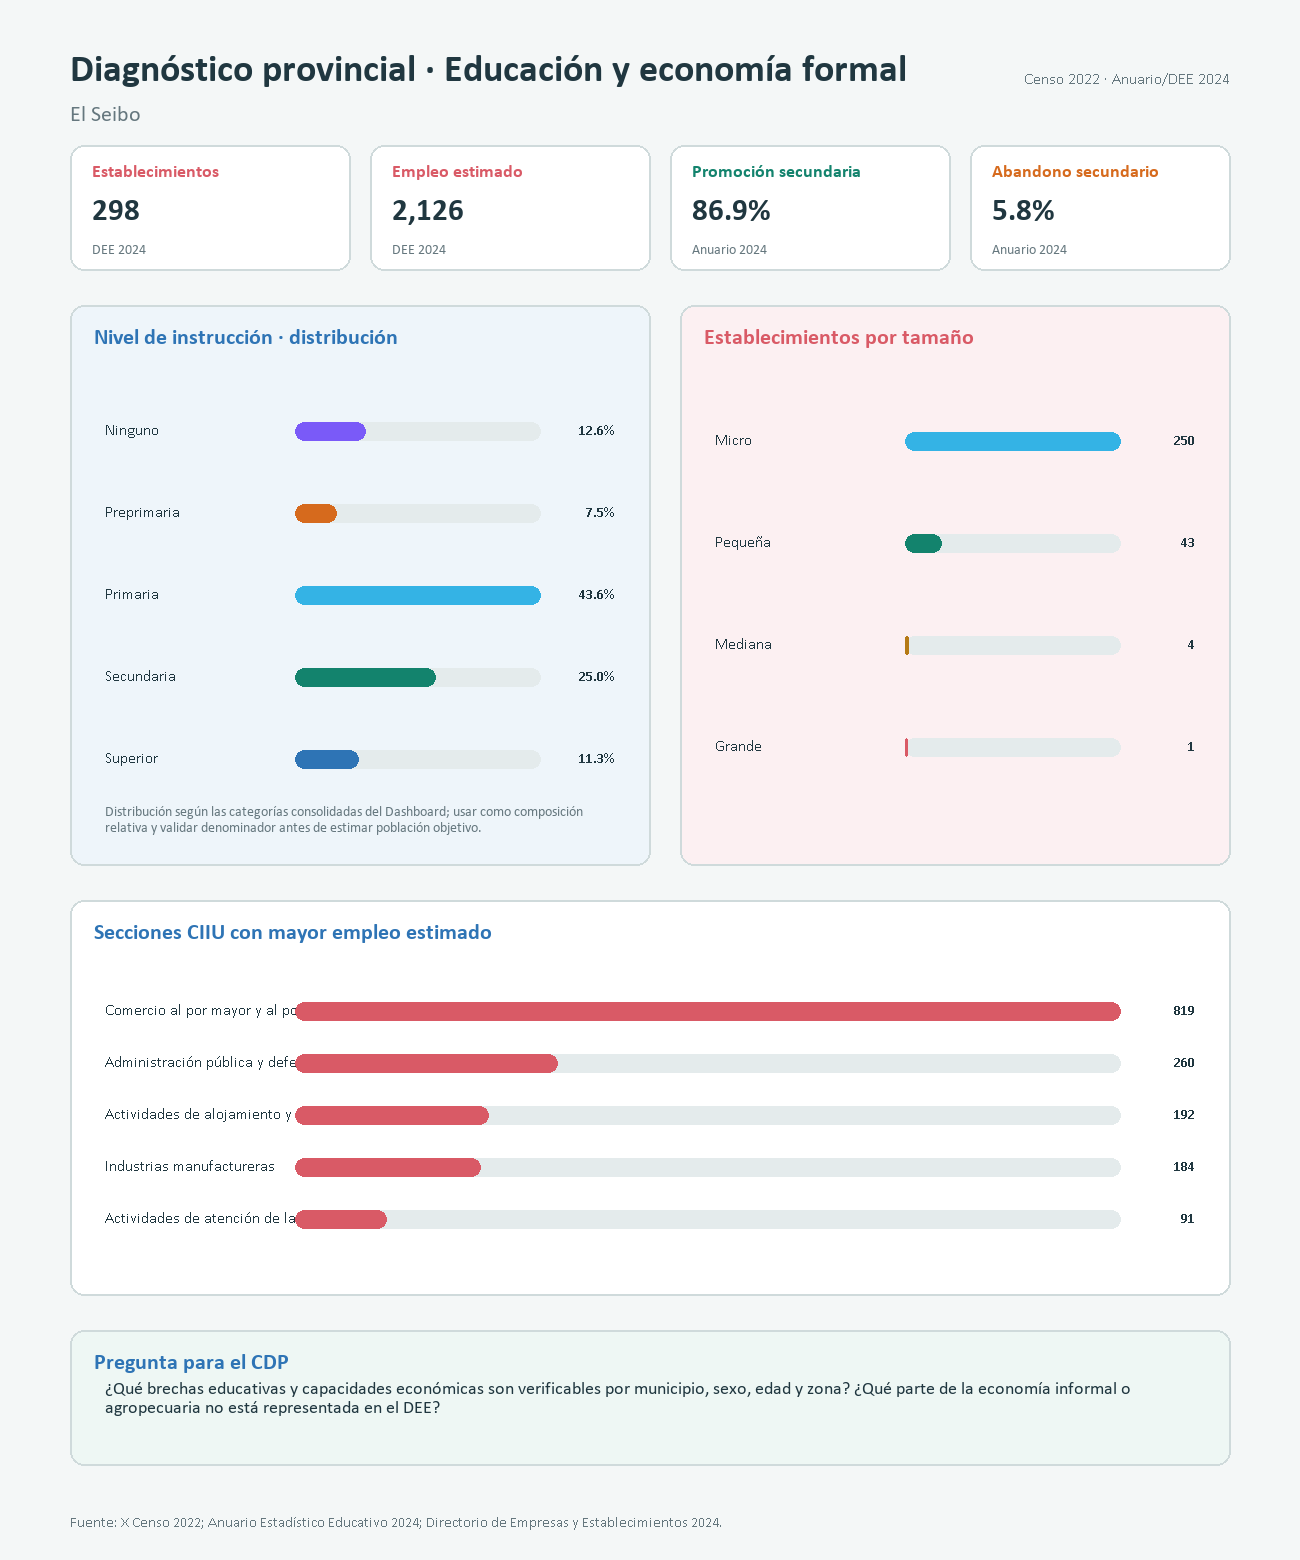 Diagnóstico provincial · Educación y economía formal
Censo 2022 · Anuario/DEE 2024
El Seibo
Establecimientos
298
DEE 2024
Empleo estimado
2,126
DEE 2024
Promoción secundaria
86.9%
Anuario 2024
Abandono secundario
5.8%
Anuario 2024
Nivel de instrucción · distribución
Ninguno 12.6%
Preprimaria 7.5%
Primaria 43.6%
Secundaria 25.0%
Superior 11.3%
Distribución según las categorías consolidadas del Dashboard; usar como composición
relativa y validar denominador antes de estimar población objetivo.
Establecimientos por tamaño
Micro 250
Pequeña 43
Mediana 4
Grande 1
Secciones CIIU con mayor empleo estimado
Comercio al por mayor y al po 819
Administración pública y defe 260
Actividades de alojamiento y 192
Industrias manufactureras 184
Actividades de atención de la 91
Pregunta para el CDP
¿Qué brechas educativas y capacidades económicas son verificables por municipio, sexo, edad y zona? ¿Qué parte de la economía informal o
agropecuaria no está representada en el DEE?
Fuente: X Censo 2022; Anuario Estadístico Educativo 2024; Directorio de Empresas y Establecimientos 2024.